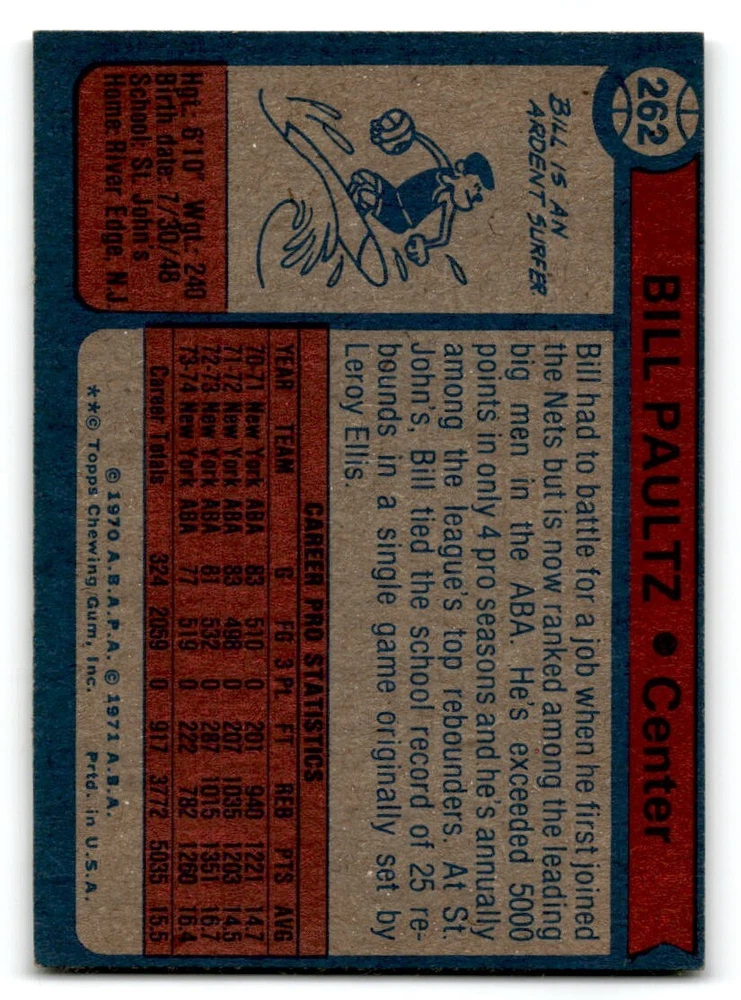 262
BILL PAULTZ • Center
BILL IS AN
ARDENT SURFER
Hgt.: 6'10" Wgt.: 240
Birth date: 7/30/48
School: St. John's
Home: River Edge, N.J.
Bill had to battle for a job when he first joined
the Nets but is now ranked among the leading
big men in the ABA. He's exceeded 5000
points in only 4 pro seasons and he's annually
among the league's top rebounders. At St.
John's, Bill tied the school record of 25 re-
bounds in a single game originally set by
Leroy Ellis.
CAREER PRO STATISTICS
YEAR TEAM G FG 3 Pt. FT REB PTS AVG
70-71 New York ABA 83 510 0 201 940 1221 14.7
71-72 New York ABA 83 498 0 207 1035 1203 14.5
72-73 New York ABA 81 532 0 287 1015 1351 16.7
73-74 New York ABA 77 519 0 222 782 1260 16.4
Career Totals 324 2059 0 917 3772 5035 15.5
© 1970 A.B.A.P.A. © 1971 A.B.A.
**© Topps Chewing Gum, Inc. Prtd. in U.S.A.